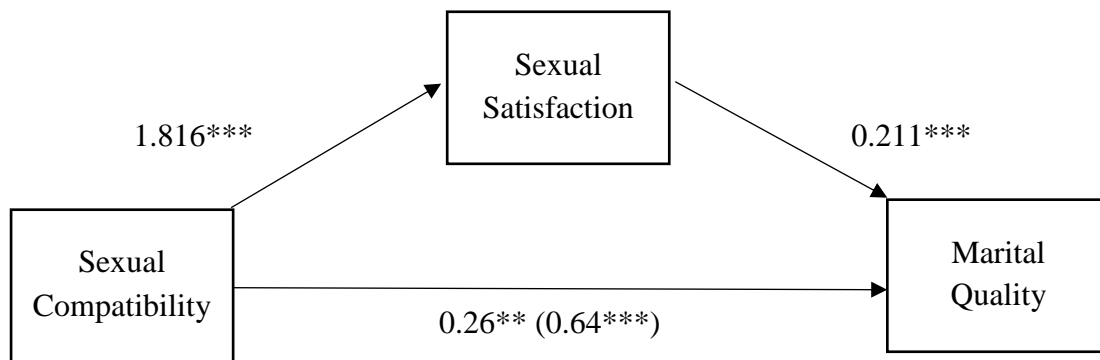 Sexual
Satisfaction
1.816***
0.211***
Sexual
Compatibility
Marital
Quality
0.26** (0.64***)